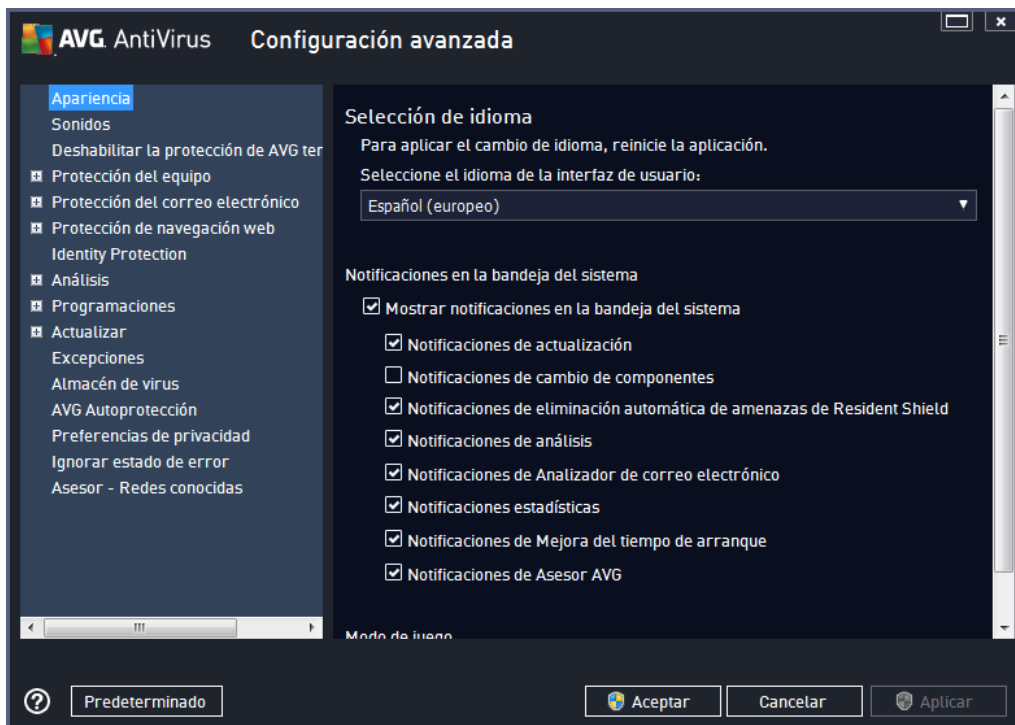 AVG. AntiVirus Configuración avanzada
Apariencia
Sonidos
Deshabilitar la protección de AVG ter
Protección del equipo
Protección del correo electrónico
Protección de navegación web
Identity Protection
Análisis
Programaciones
Actualizar
Excepciones
Almacén de virus
AVG Autoprotección
Preferencias de privacidad
Ignorar estado de error
Asesor - Redes conocidas
Selección de idioma
Para aplicar el cambio de idioma, reinicie la aplicación.
Seleccione el idioma de la interfaz de usuario:
Español (europeo)
Notificaciones en la bandeja del sistema
Mostrar notificaciones en la bandeja del sistema
Notificaciones de actualización
Notificaciones de cambio de componentes
Notificaciones de eliminación automática de amenazas de Resident Shield
Notificaciones de análisis
Notificaciones de Analizador de correo electrónico
Notificaciones estadísticas
Notificaciones de Mejora del tiempo de arranque
Notificaciones de Asesor AVG
Modo de juego
Predeterminado
Aceptar
Cancelar
Aplicar